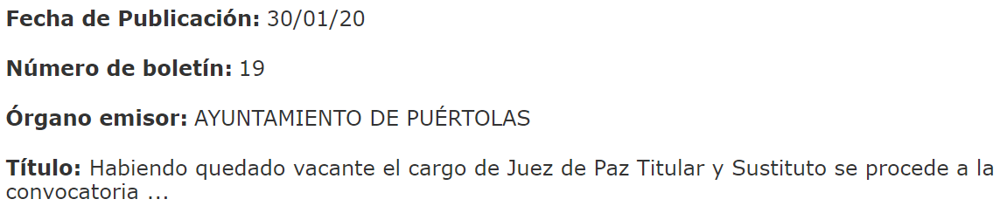 Fecha de Publicación: 30/01/20
Número de boletín: 19
Órgano emisor: AYUNTAMIENTO DE PUÉRTOLAS
Título: Habiendo quedado vacante el cargo de Juez de Paz Titular y Sustituto se procede a la
convocatoria ...